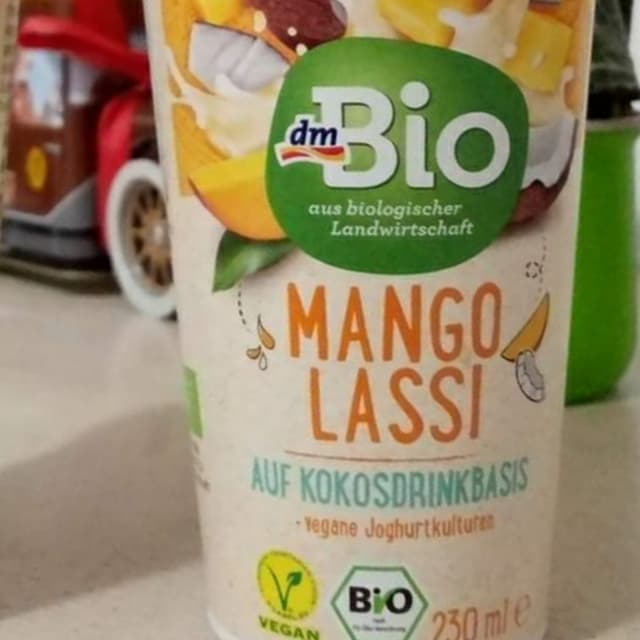 dm Bio
aus biologischer
Landwirtschaft
MANGO
LASSI
AUF KOKOSDRINKBASIS
- vegane Joghurtkulturen
VEGAN
BiO
230 ml e